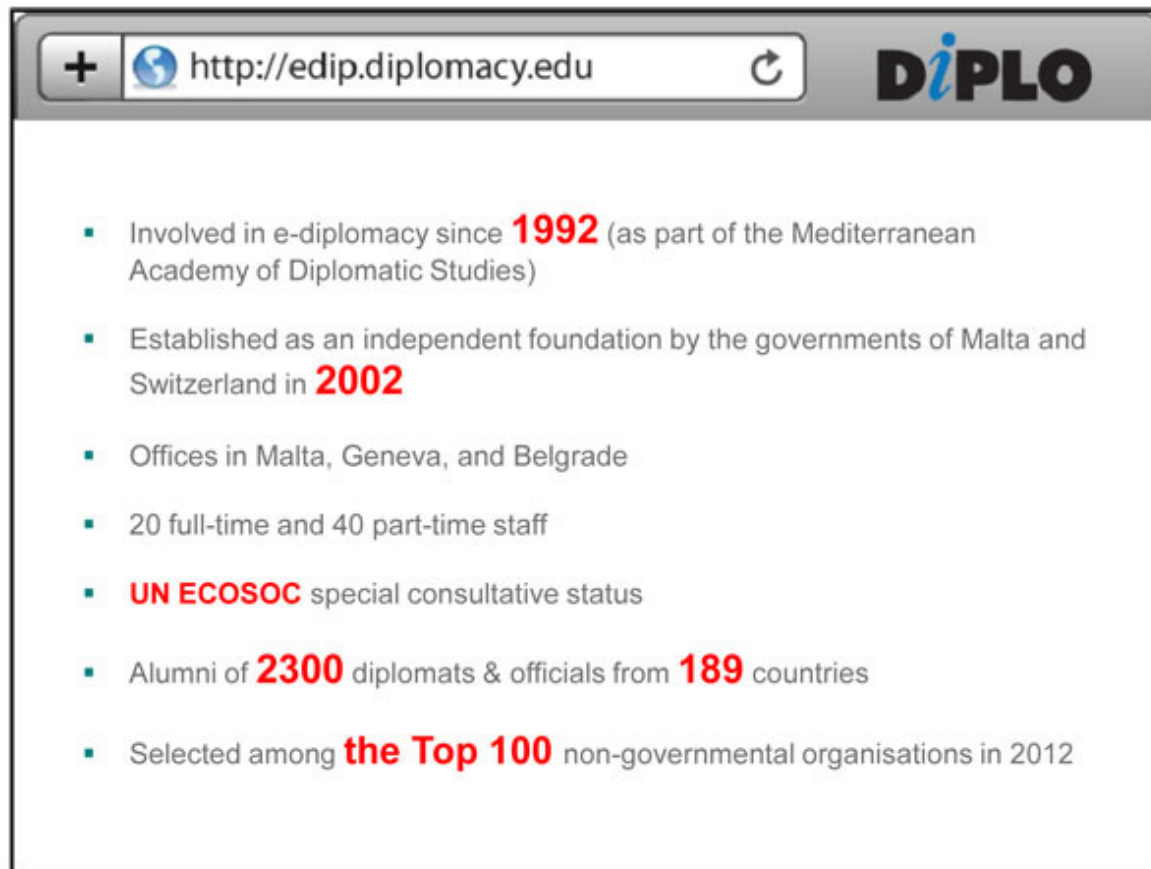 http://edip.diplomacy.edu
DiPLO
Involved in e-diplomacy since 1992 (as part of the Mediterranean
Academy of Diplomatic Studies)
Established as an independent foundation by the governments of Malta and
Switzerland in 2002
Offices in Malta, Geneva, and Belgrade
20 full-time and 40 part-time staff
UN ECOSOC special consultative status
Alumni of 2300 diplomats & officials from 189 countries
Selected among the Top 100 non-governmental organisations in 2012